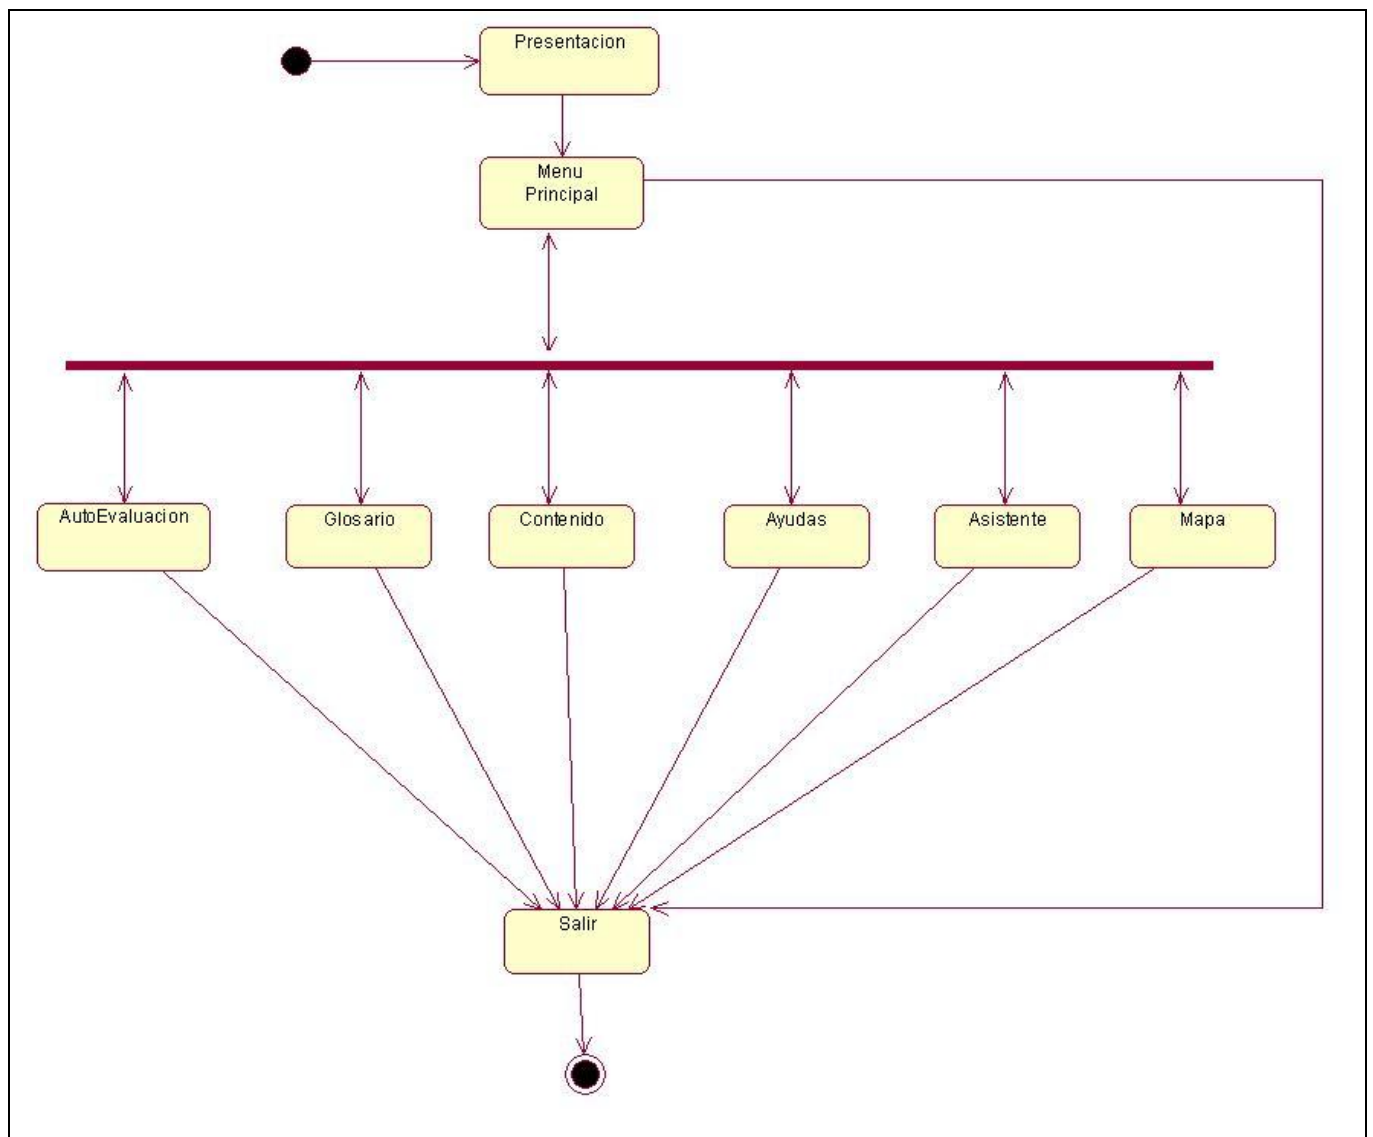 Presentacion
Menu
Principal
AutoEvaluacion
Glosario
Contenido
Ayudas
Asistente
Mapa
Salir